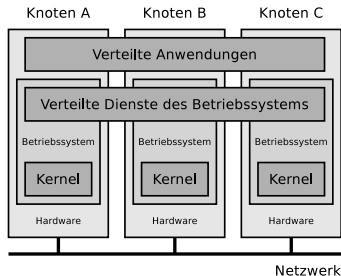 Knoten A Knoten B Knoten C
Verteilte Anwendungen
Verteilte Dienste des Betriebssystems
Betriebssystem Betriebssystem Betriebssystem
Kernel Kernel Kernel
Hardware Hardware Hardware
Netzwerk